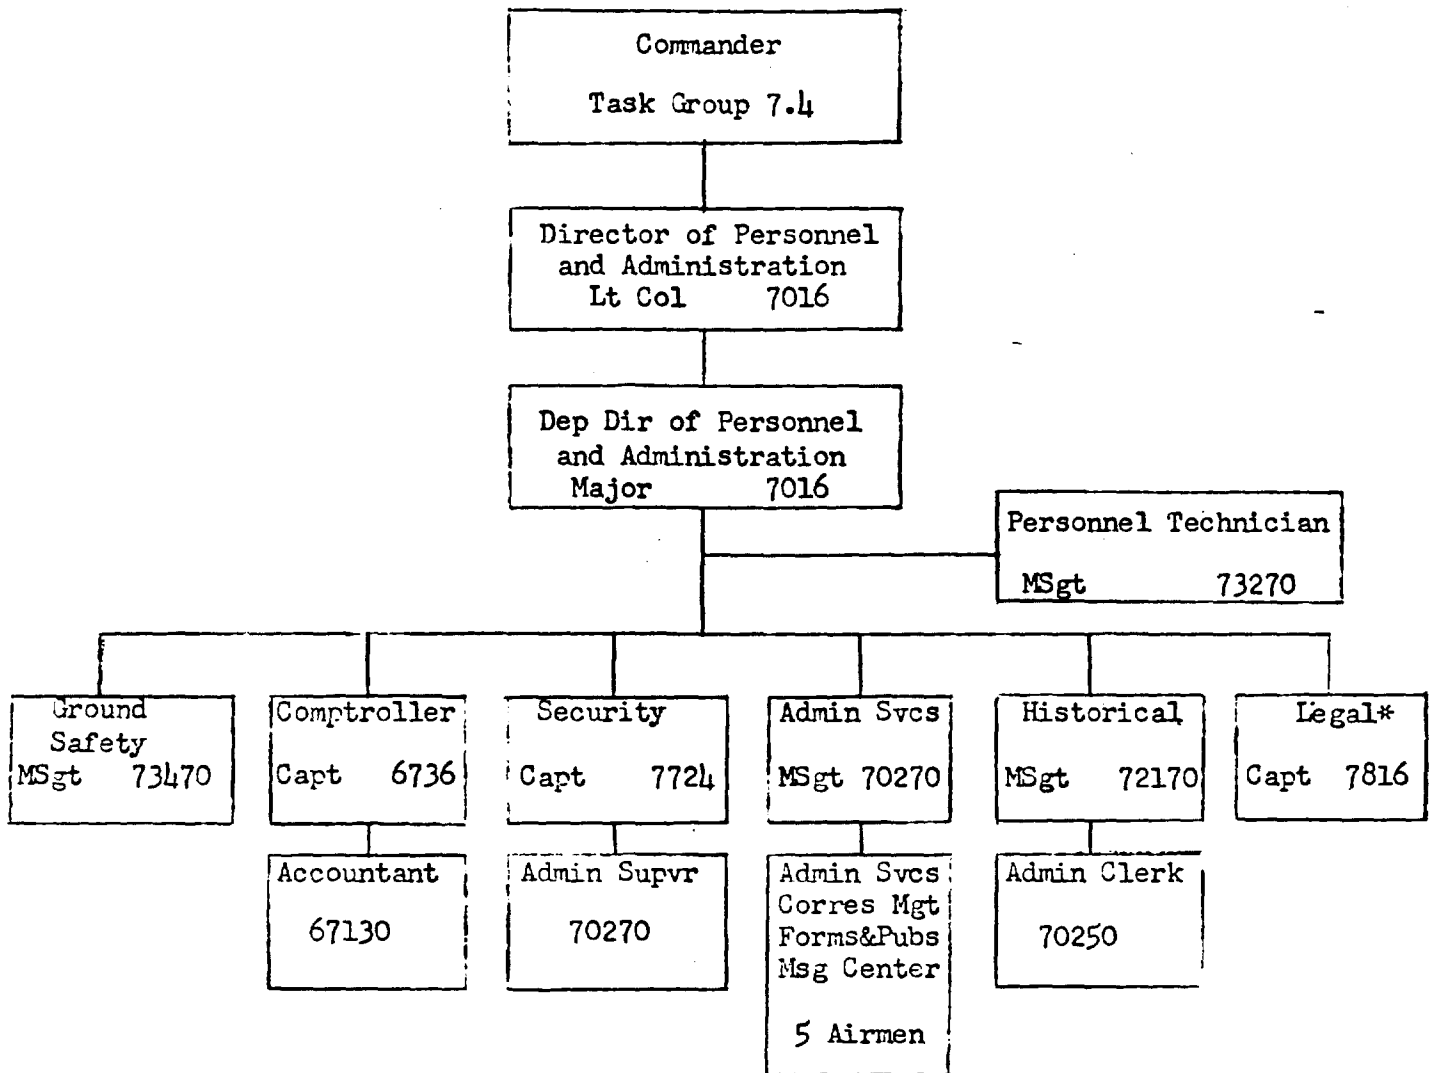 Commander
Task Group 7.4
Director of Personnel
and Administration
Lt Col 7016
Dep Dir of Personnel
and Administration
Major 7016
Personnel Technician
MSgt 73270
Ground
Safety
MSgt 73470
Comptroller
Capt 6736
Security
Capt 7724
Admin Svcs
MSgt 70270
Historical
MSgt 72170
Legal*
Capt 7816
Accountant
67130
Admin Supvr
70270
Admin Svcs
Corres Mgt
Forms&Pubs
Msg Center
5 Airmen
Admin Clerk
70250